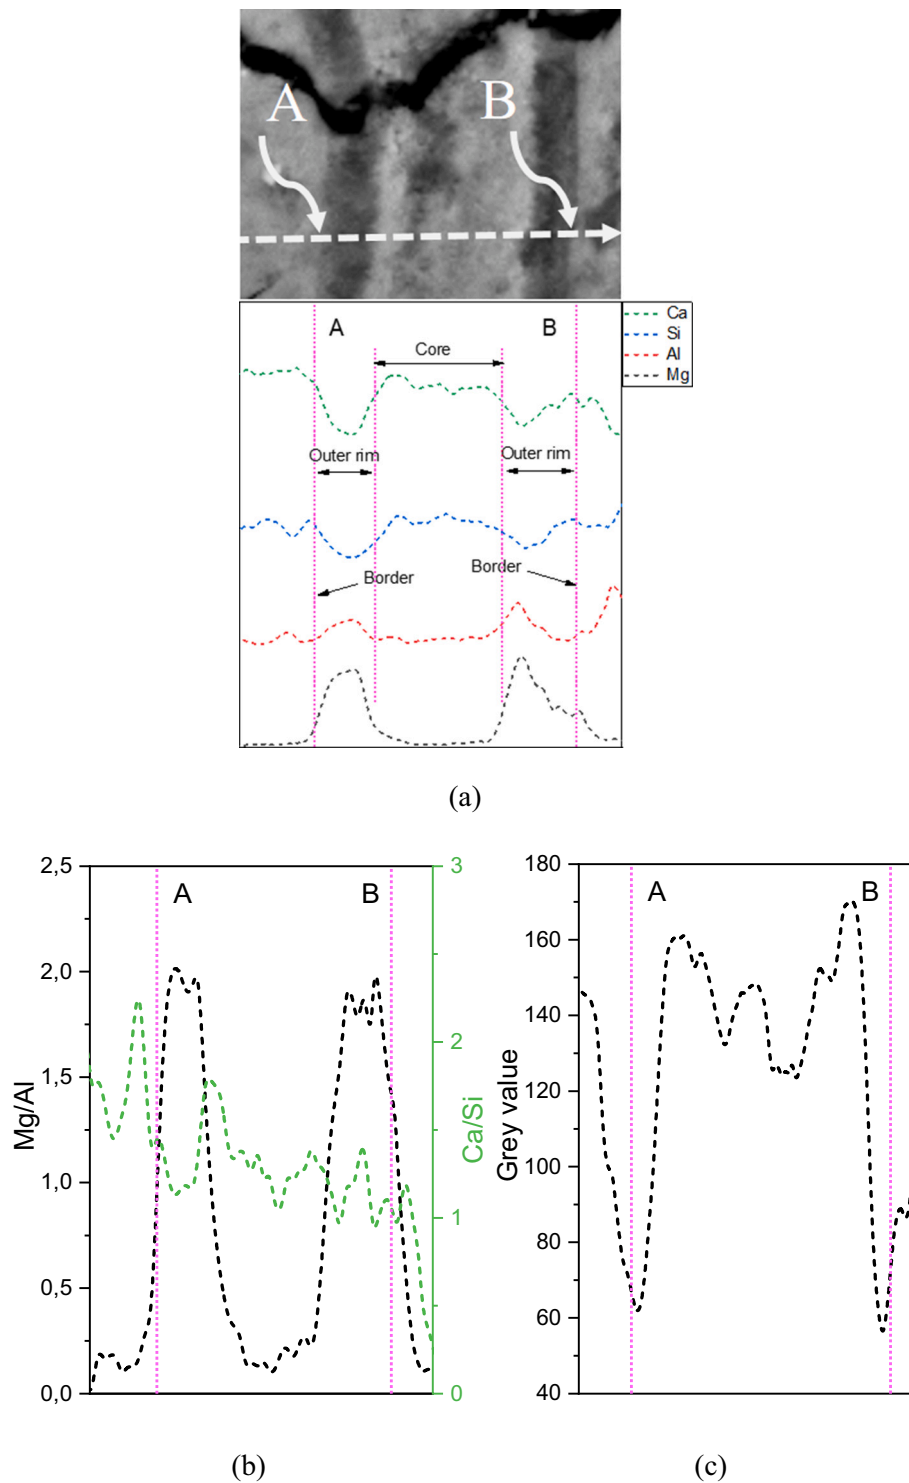 A
B
A
B
Core
Outer rim
Outer rim
Border
Border
Ca
Si
Al
Mg
(a)
2,5
2,0
1,5
1,0
0,5
0,0
Mg/Al
A
B
3
2
1
0
Ca/Si
(b)
180
160
140
120
100
80
60
40
Grey value
A
B
(c)